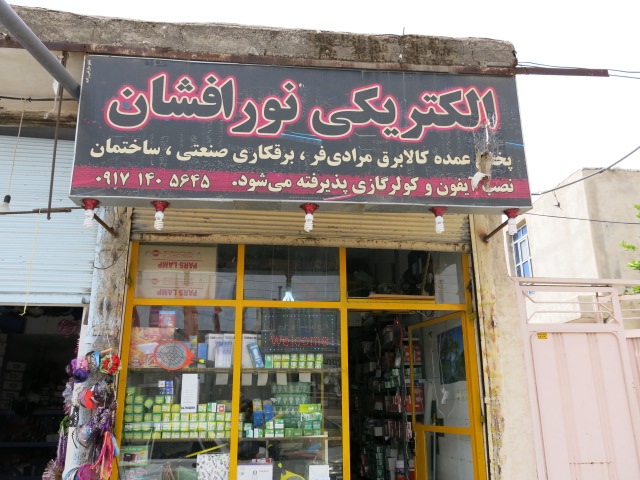 الکتریکی نورافشان
پخش عمده کالابرق مرادی‌فر ، برقکاری صنعتی ، ساختمان
نصب آیفون و کولرگازی پذیرفته می‌شود. ۰۹۱۷ ۱۴۰ ۵۶۴۵
PARS LAMP
PARS LAMP
Welcome